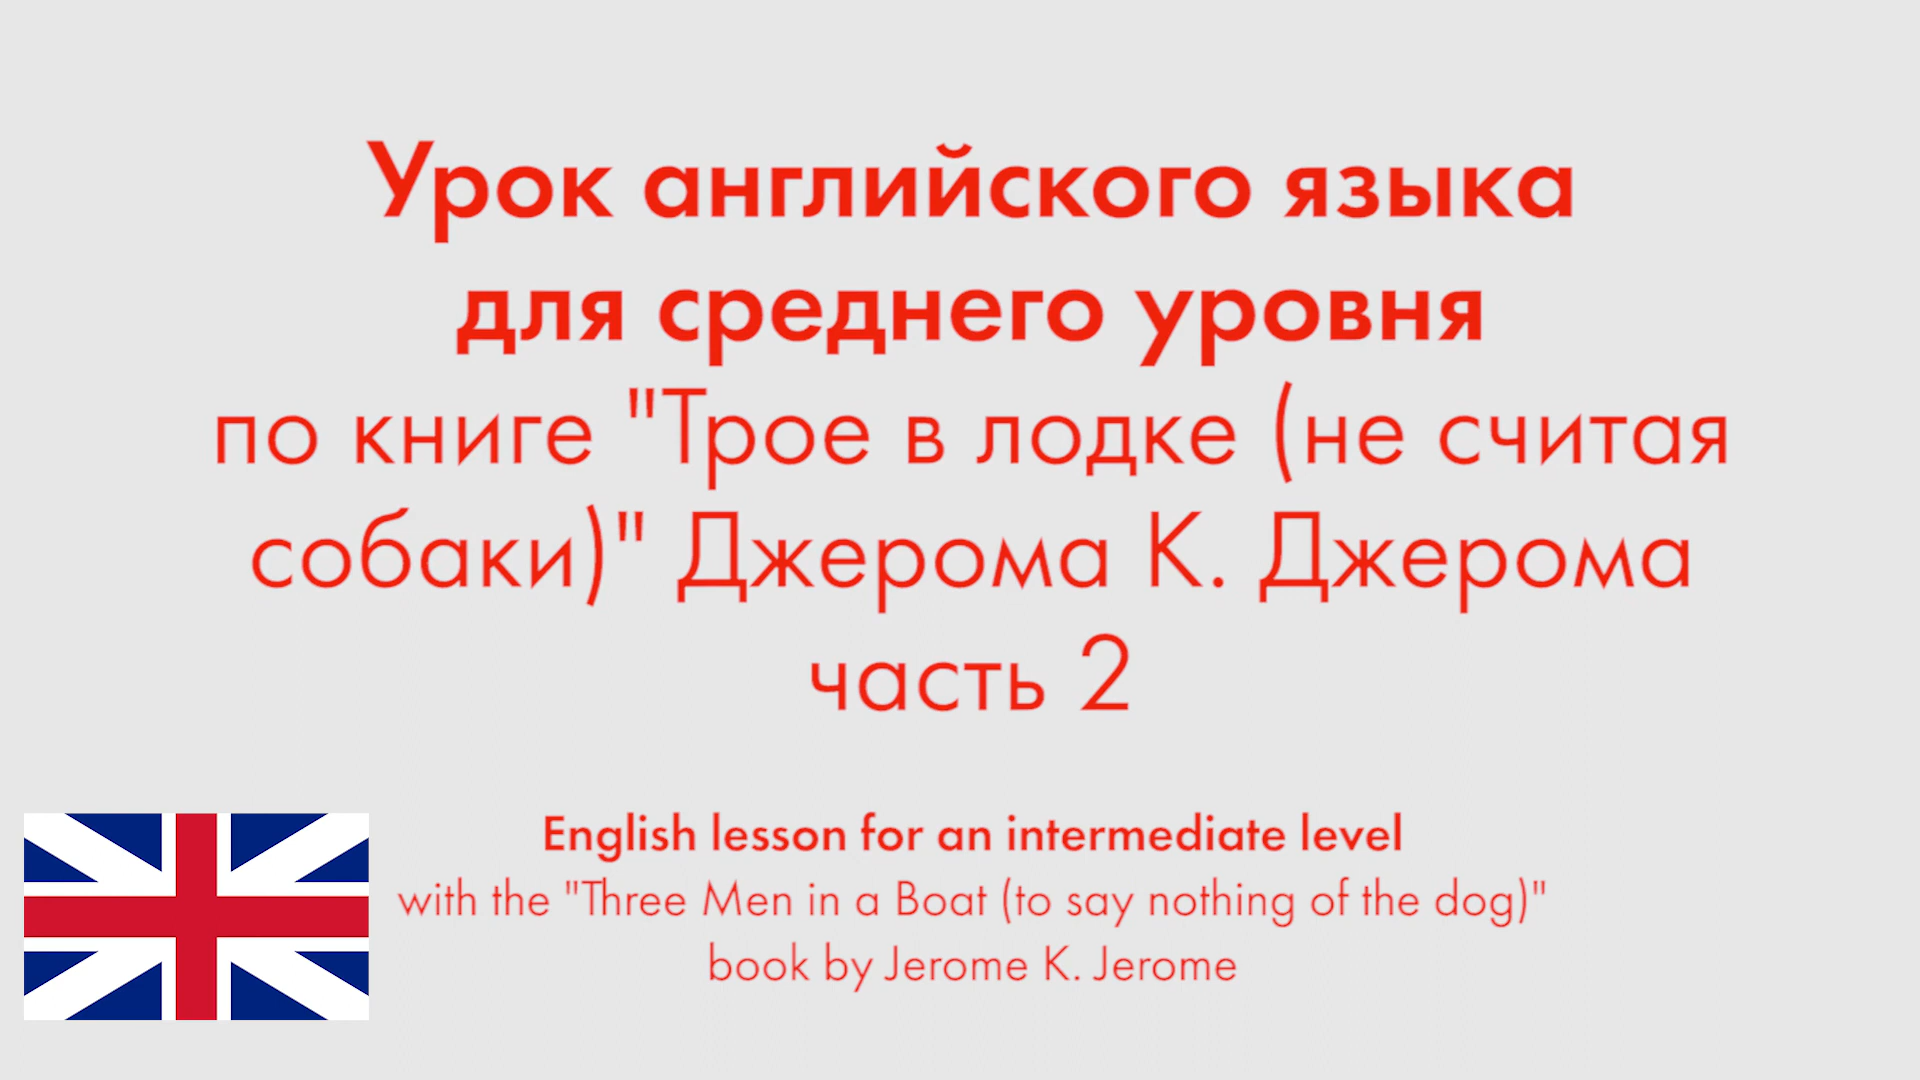 Урок английского языка
для среднего уровня
по книге "Трое в лодке (не считая
собаки)" Джерома К. Джерома
часть 2
English lesson for an intermediate level
with the "Three Men in a Boat (to say nothing of the dog)"
book by Jerome K. Jerome